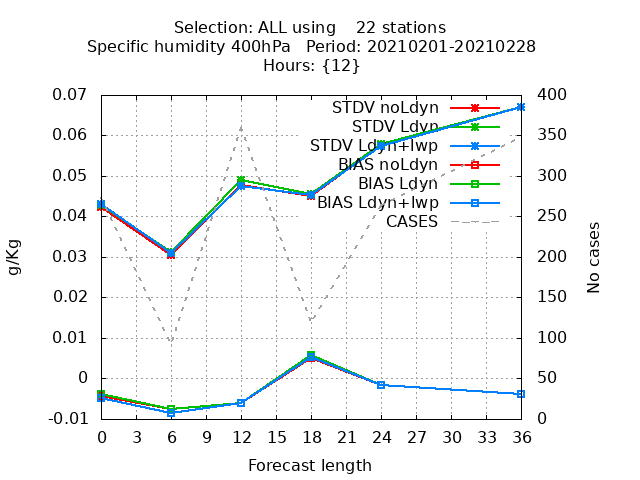 Selection: ALL using 22 stations
Specific humidity 400hPa Period: 20210201-20210228
Hours: {12}
0.07
0.06
0.05
0.04
0.03
0.02
0.01
0
-0.01
g/Kg
STDV noLdyn
STDV Ldyn
STDV Ldyn+lwp
BIAS noLdyn
BIAS Ldyn
BIAS Ldyn+lwp
CASES
400
350
300
250
200
150
100
50
0
No cases
0 3 6 9 12 15 18 21 24 27 30 33 36
Forecast length